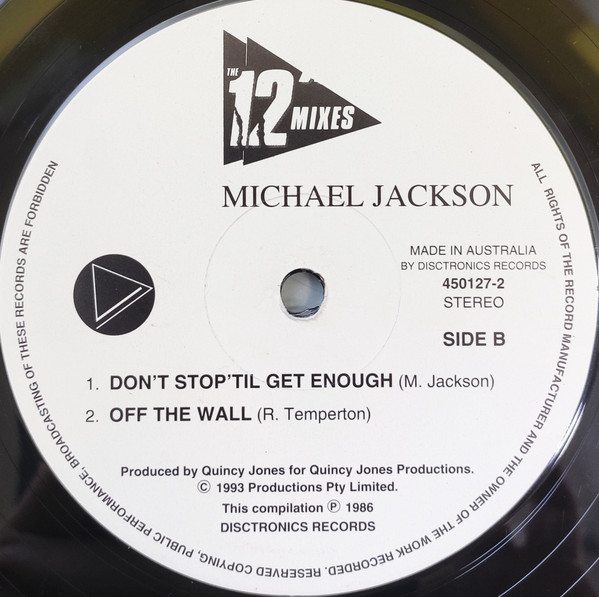 THE
12" MIXES
MICHAEL JACKSON
MADE IN AUSTRALIA
BY DISCTRONICS RECORDS
450127-2
STEREO
SIDE B
1. DON'T STOP'TIL GET ENOUGH (M. Jackson)
2. OFF THE WALL (R. Temperton)
Produced by Quincy Jones for Quincy Jones Productions.
© 1993 Productions Pty Limited.
This compilation ℗ 1986
DISCTRONICS RECORDS
ALL RIGHTS OF THE RECORD MANUFACTURER AND THE OWNER OF THE WORK RECORDED. RESERVED COPYING, PUBLIC PERFORMANCE, BROADCASTING OF THESE RECORDS ARE FORBIDDEN